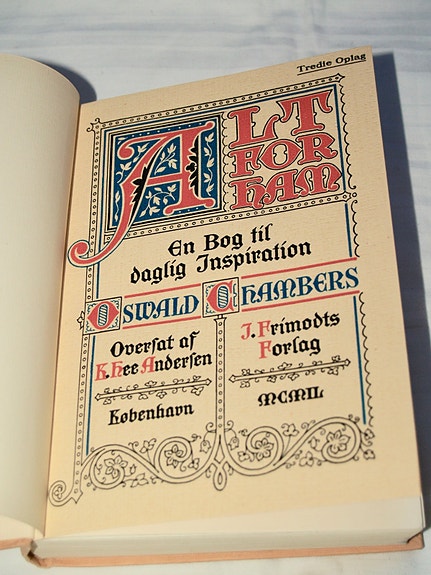 Tredie Oplag
ALT
FOR
HAM
En Bog til
daglig Inspiration
OSWALD CHAMBERS
Oversat af
K. Hee Andersen
København
J. Frimodts
Forlag
MCMIL